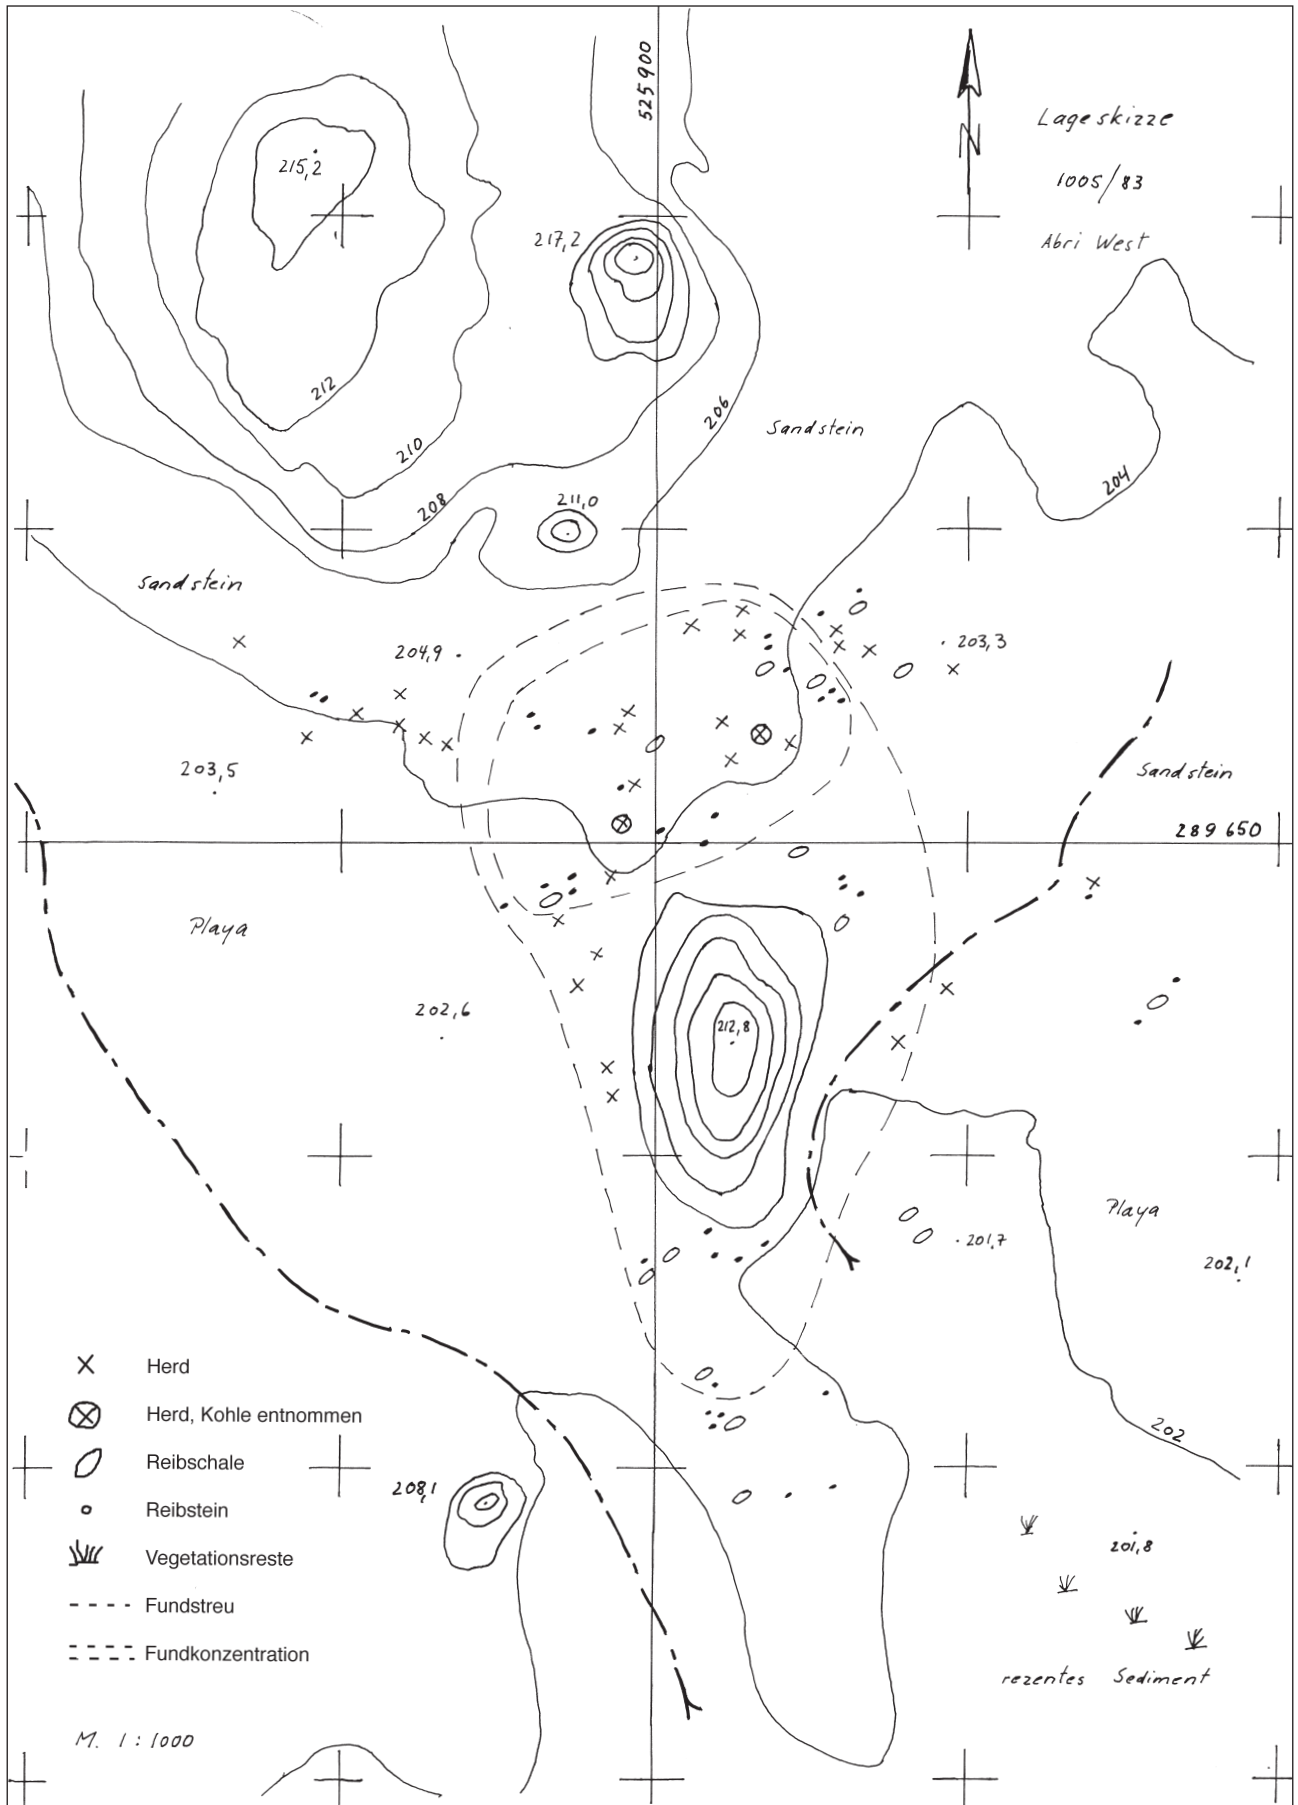 525900
N
Lageskizze
1005/83
Abri West
215,2
217,2
212
210
208
206
Sandstein
204
211,0
Sandstein
204,9
203,3
203,5
Sandstein
289 650
Playa
202,6
212,8
Playa
201,7
202,1
202
208,1
201,8
rezentes Sediment
Herd
Herd, Kohle entnommen
Reibschale
Reibstein
Vegetationsreste
Fundstreu
Fundkonzentration
M. 1:1000